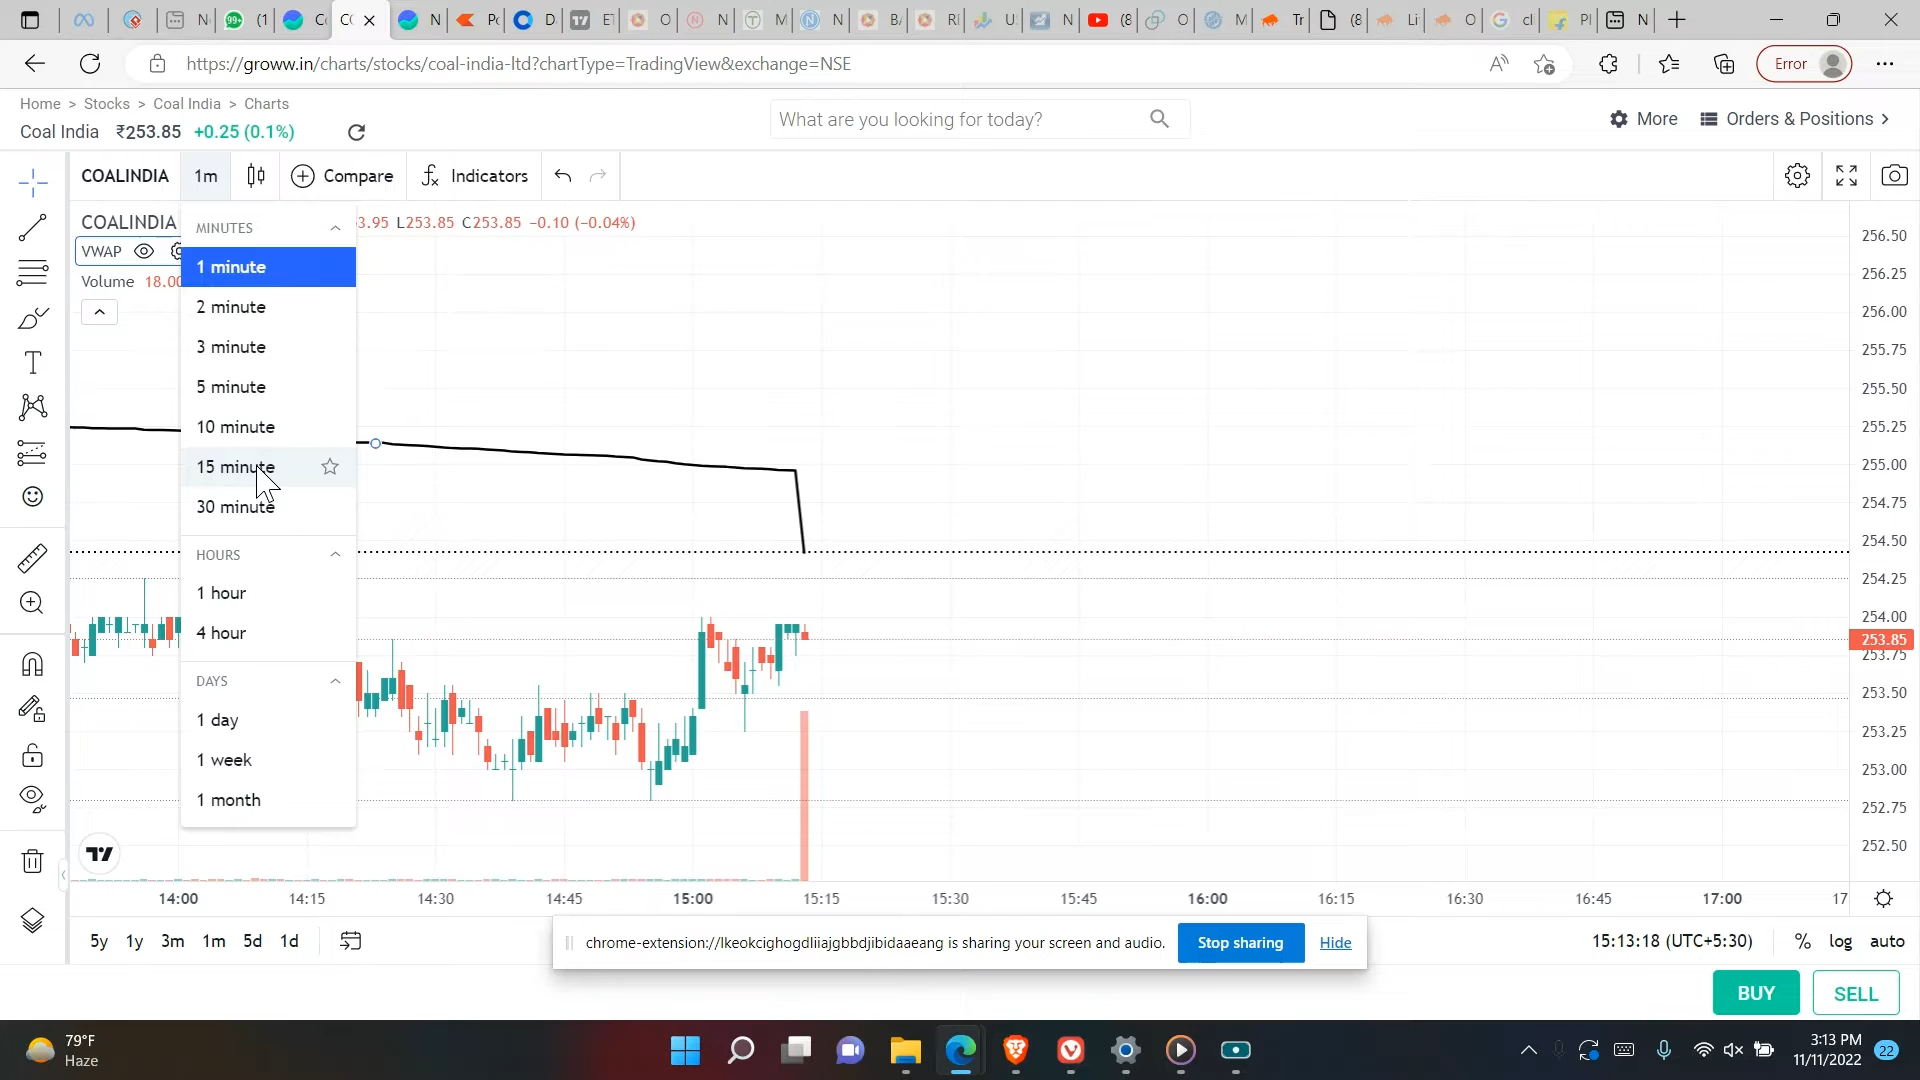 N
99+
(1
C
C
N
P
D
E
O
N
M
N
B
R
U
N
(8
O
M
Tr
(8
Li
O
cl
Pl
N
https://groww.in/charts/stocks/coal-india-ltd?chartType=TradingView&exchange=NSE
Error
Home > Stocks > Coal India > Charts
Coal India ₹253.85 +0.25 (0.1%)
What are you looking for today?
More
Orders & Positions
COALINDIA 1m Compare Indicators
COALINDIA 3.95 L253.85 C253.85 −0.10 (−0.04%)
VWAP
Volume 18.00
MINUTES
1 minute
2 minute
3 minute
5 minute
10 minute
15 minute
30 minute
HOURS
1 hour
4 hour
DAYS
1 day
1 week
1 month
256.50
256.25
256.00
255.75
255.50
255.25
255.00
254.75
254.50
254.25
254.00
253.85
253.75
253.50
253.25
253.00
252.75
252.50
14:00 14:15 14:30 14:45 15:00 15:15 15:30 15:45 16:00 16:15 16:30 16:45 17:00 17
5y 1y 3m 1m 5d 1d
chrome-extension://lkeokcighogdliiajgbbdjibidaaeang is sharing your screen and audio. Stop sharing Hide
15:13:18 (UTC+5:30) % log auto
BUY SELL
79°F
Haze
3:13 PM
11/11/2022
22